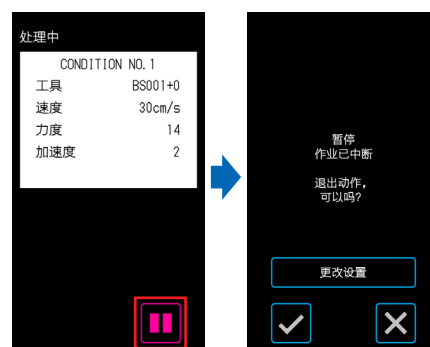 处理中
CONDITION NO.1
工具 BS001+0
速度 30cm/s
力度 14
加速度 2
暂停
作业已中断
退出动作，
可以吗?
更改设置